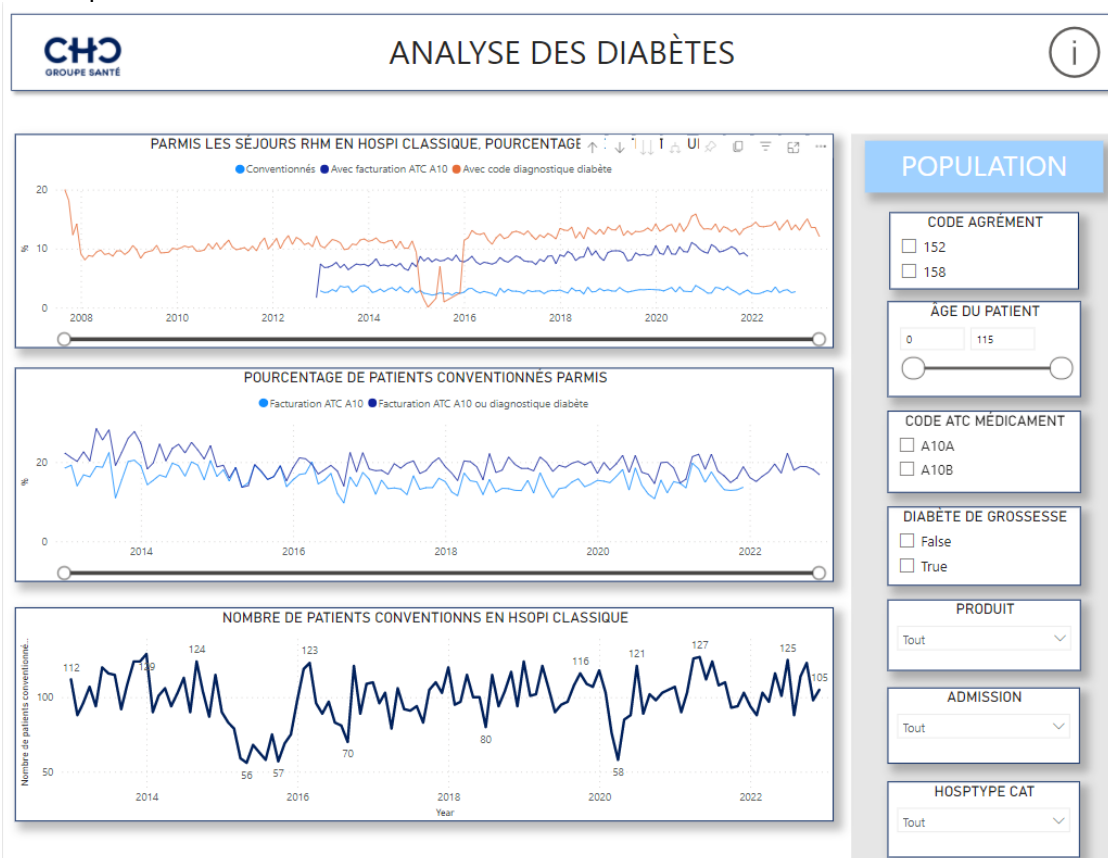 CHC
GROUPE SANTÉ
ANALYSE DES DIABÈTES
i
PARMIS LES SÉJOURS RHM EN HOSPI CLASSIQUE, POURCENTAGE
Conventionnés Avec facturation ATC A10 Avec code diagnostique diabète
20
%
10
0
2008 2010 2012 2014 2016 2018 2020 2022
POURCENTAGE DE PATIENTS CONVENTIONNÉS PARMIS
Facturation ATC A10 Facturation ATC A10 ou diagnostique diabète
20
%
0
2014 2016 2018 2020 2022
NOMBRE DE PATIENTS CONVENTIONNS EN HSOPI CLASSIQUE
Nombre de patients conventionné...
100
50
112 129 124 56 57 123 70 80 116 58 121 127 125 105
2014 2016 2018 2020 2022
Year
POPULATION
CODE AGRÉMENT
152
158
ÂGE DU PATIENT
0 115
CODE ATC MÉDICAMENT
A10A
A10B
DIABÈTE DE GROSSESSE
False
True
PRODUIT
Tout
ADMISSION
Tout
HOSPTYPE CAT
Tout